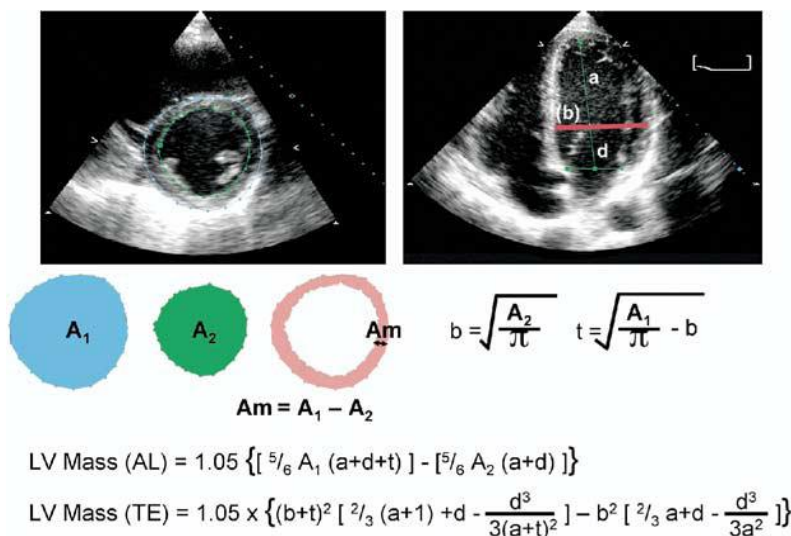 a
(b)
d
A₁ A₂ Am b = √(A₂/π) t = √(A₁/π - b)
Am = A₁ – A₂
LV Mass (AL) = 1.05 {[ ⁵/₆ A₁ (a+d+t) ] - [⁵/₆ A₂ (a+d) ]}
LV Mass (TE) = 1.05 x {(b+t)² [ ²/₃ (a+1) +d - d³/3(a+t)² ] – b² [ ²/₃ a+d - d³/3a² ]}